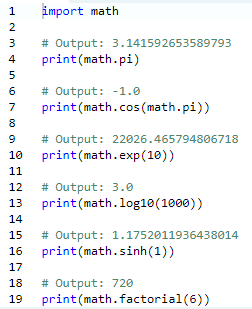 1 import math
2
3 # Output: 3.141592653589793
4 print(math.pi)
5
6 # Output: -1.0
7 print(math.cos(math.pi))
8
9 # Output: 22026.465794806718
10 print(math.exp(10))
11
12 # Output: 3.0
13 print(math.log10(1000))
14
15 # Output: 1.1752011936438014
16 print(math.sinh(1))
17
18 # Output: 720
19 print(math.factorial(6))